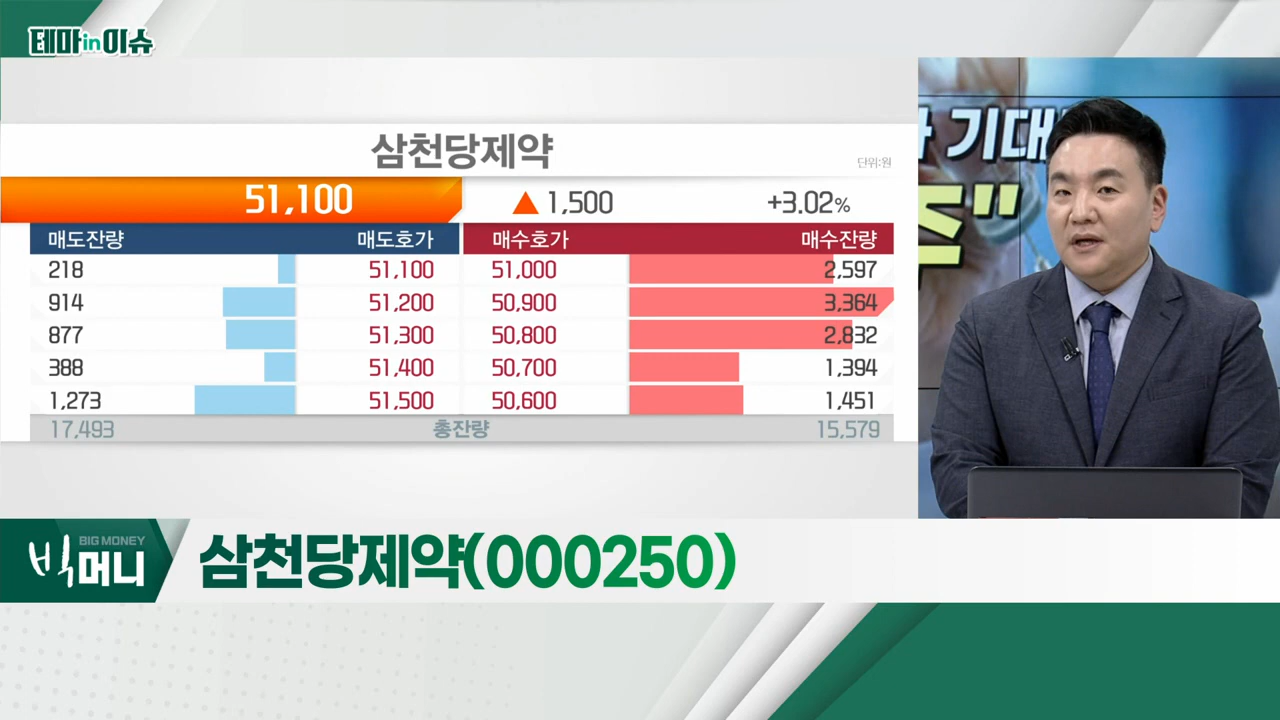 테마in이슈
삼천당제약
단위:원
51,100 ▲ 1,500 +3.02%
매도잔량 매도호가 매수호가 매수잔량
218 51,100 51,000 2,597
914 51,200 50,900 3,364
877 51,300 50,800 2,832
388 51,400 50,700 1,394
1,273 51,500 50,600 1,451
17,493 총잔량 15,579
기대
"
BIG MONEY
빅머니
삼천당제약(000250)